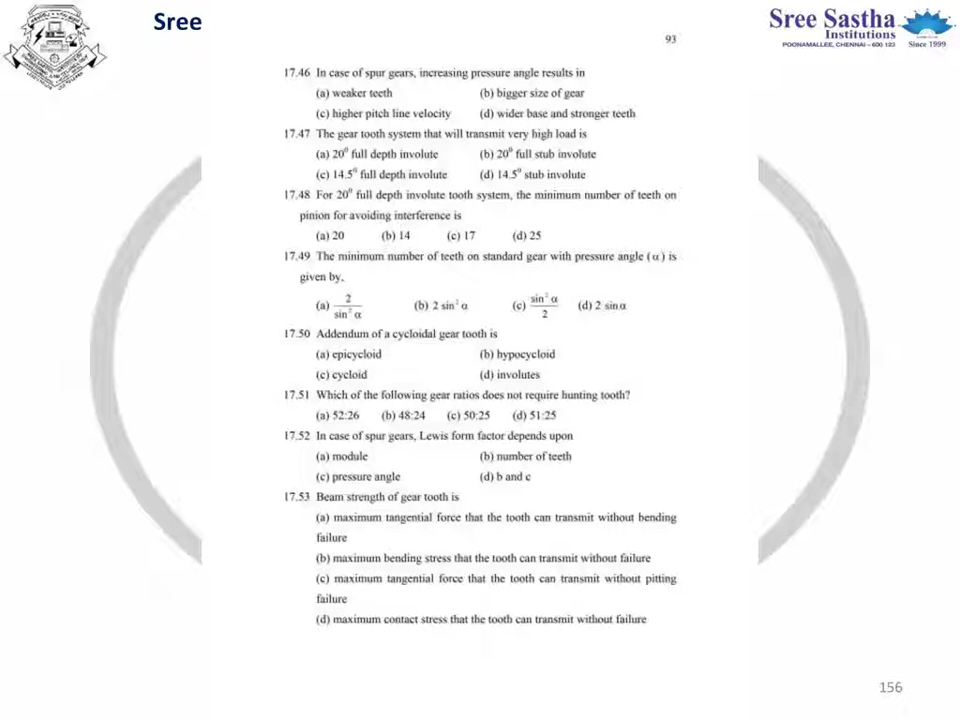 Sree
Sree Sastha
Institutions
POONAMALLEE, CHENNAI - 600 123
Since 1999
93
17.46 In case of spur gears, increasing pressure angle results in
(a) weaker teeth (b) bigger size of gear
(c) higher pitch line velocity (d) wider base and stronger teeth
17.47 The gear tooth system that will transmit very high load is
(a) 20⁰ full depth involute (b) 20⁰ full stub involute
(c) 14.5⁰ full depth involute (d) 14.5⁰ stub involute
17.48 For 20⁰ full depth involute tooth system, the minimum number of teeth on
pinion for avoiding interference is
(a) 20 (b) 14 (c) 17 (d) 25
17.49 The minimum number of teeth on standard gear with pressure angle (α) is
given by,
(a) 2 / sin² α (b) 2 sin² α (c) sin² α / 2 (d) 2 sin α
17.50 Addendum of a cycloidal gear tooth is
(a) epicycloid (b) hypocycloid
(c) cycloid (d) involutes
17.51 Which of the following gear ratios does not require hunting tooth?
(a) 52:26 (b) 48:24 (c) 50:25 (d) 51:25
17.52 In case of spur gears, Lewis form factor depends upon
(a) module (b) number of teeth
(c) pressure angle (d) b and c
17.53 Beam strength of gear tooth is
(a) maximum tangential force that the tooth can transmit without bending
failure
(b) maximum bending stress that the tooth can transmit without failure
(c) maximum tangential force that the tooth can transmit without pitting
failure
(d) maximum contact stress that the tooth can transmit without failure
156